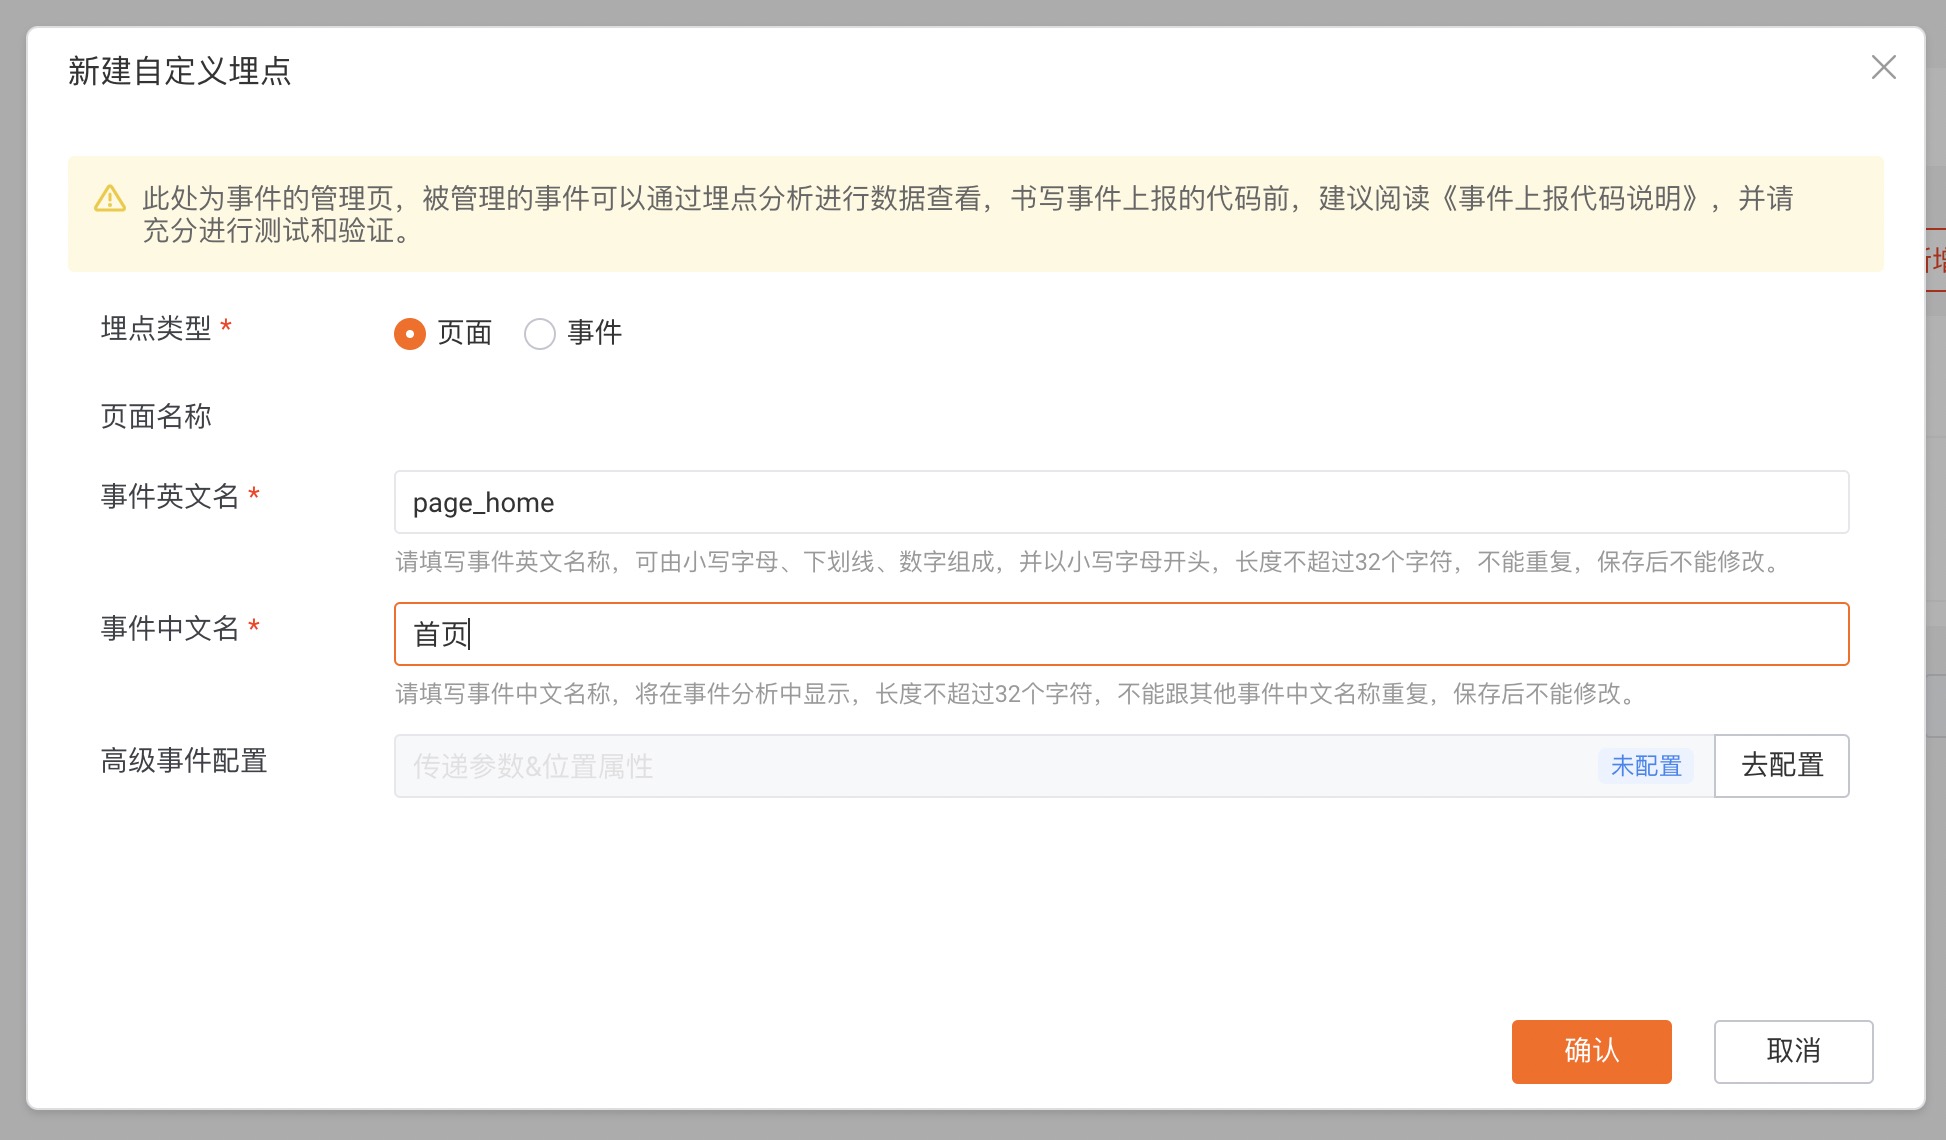 新建自定义埋点
此处为事件的管理页，被管理的事件可以通过埋点分析进行数据查看，书写事件上报的代码前，建议阅读《事件上报代码说明》，并请
充分进行测试和验证。
埋点类型 * 页面 事件
页面名称
事件英文名 * page_home
请填写事件英文名称，可由小写字母、下划线、数字组成，并以小写字母开头，长度不超过32个字符，不能重复，保存后不能修改。
事件中文名 * 首页
请填写事件中文名称，将在事件分析中显示，长度不超过32个字符，不能跟其他事件中文名称重复，保存后不能修改。
高级事件配置 传递参数&位置属性 未配置 去配置
确认 取消